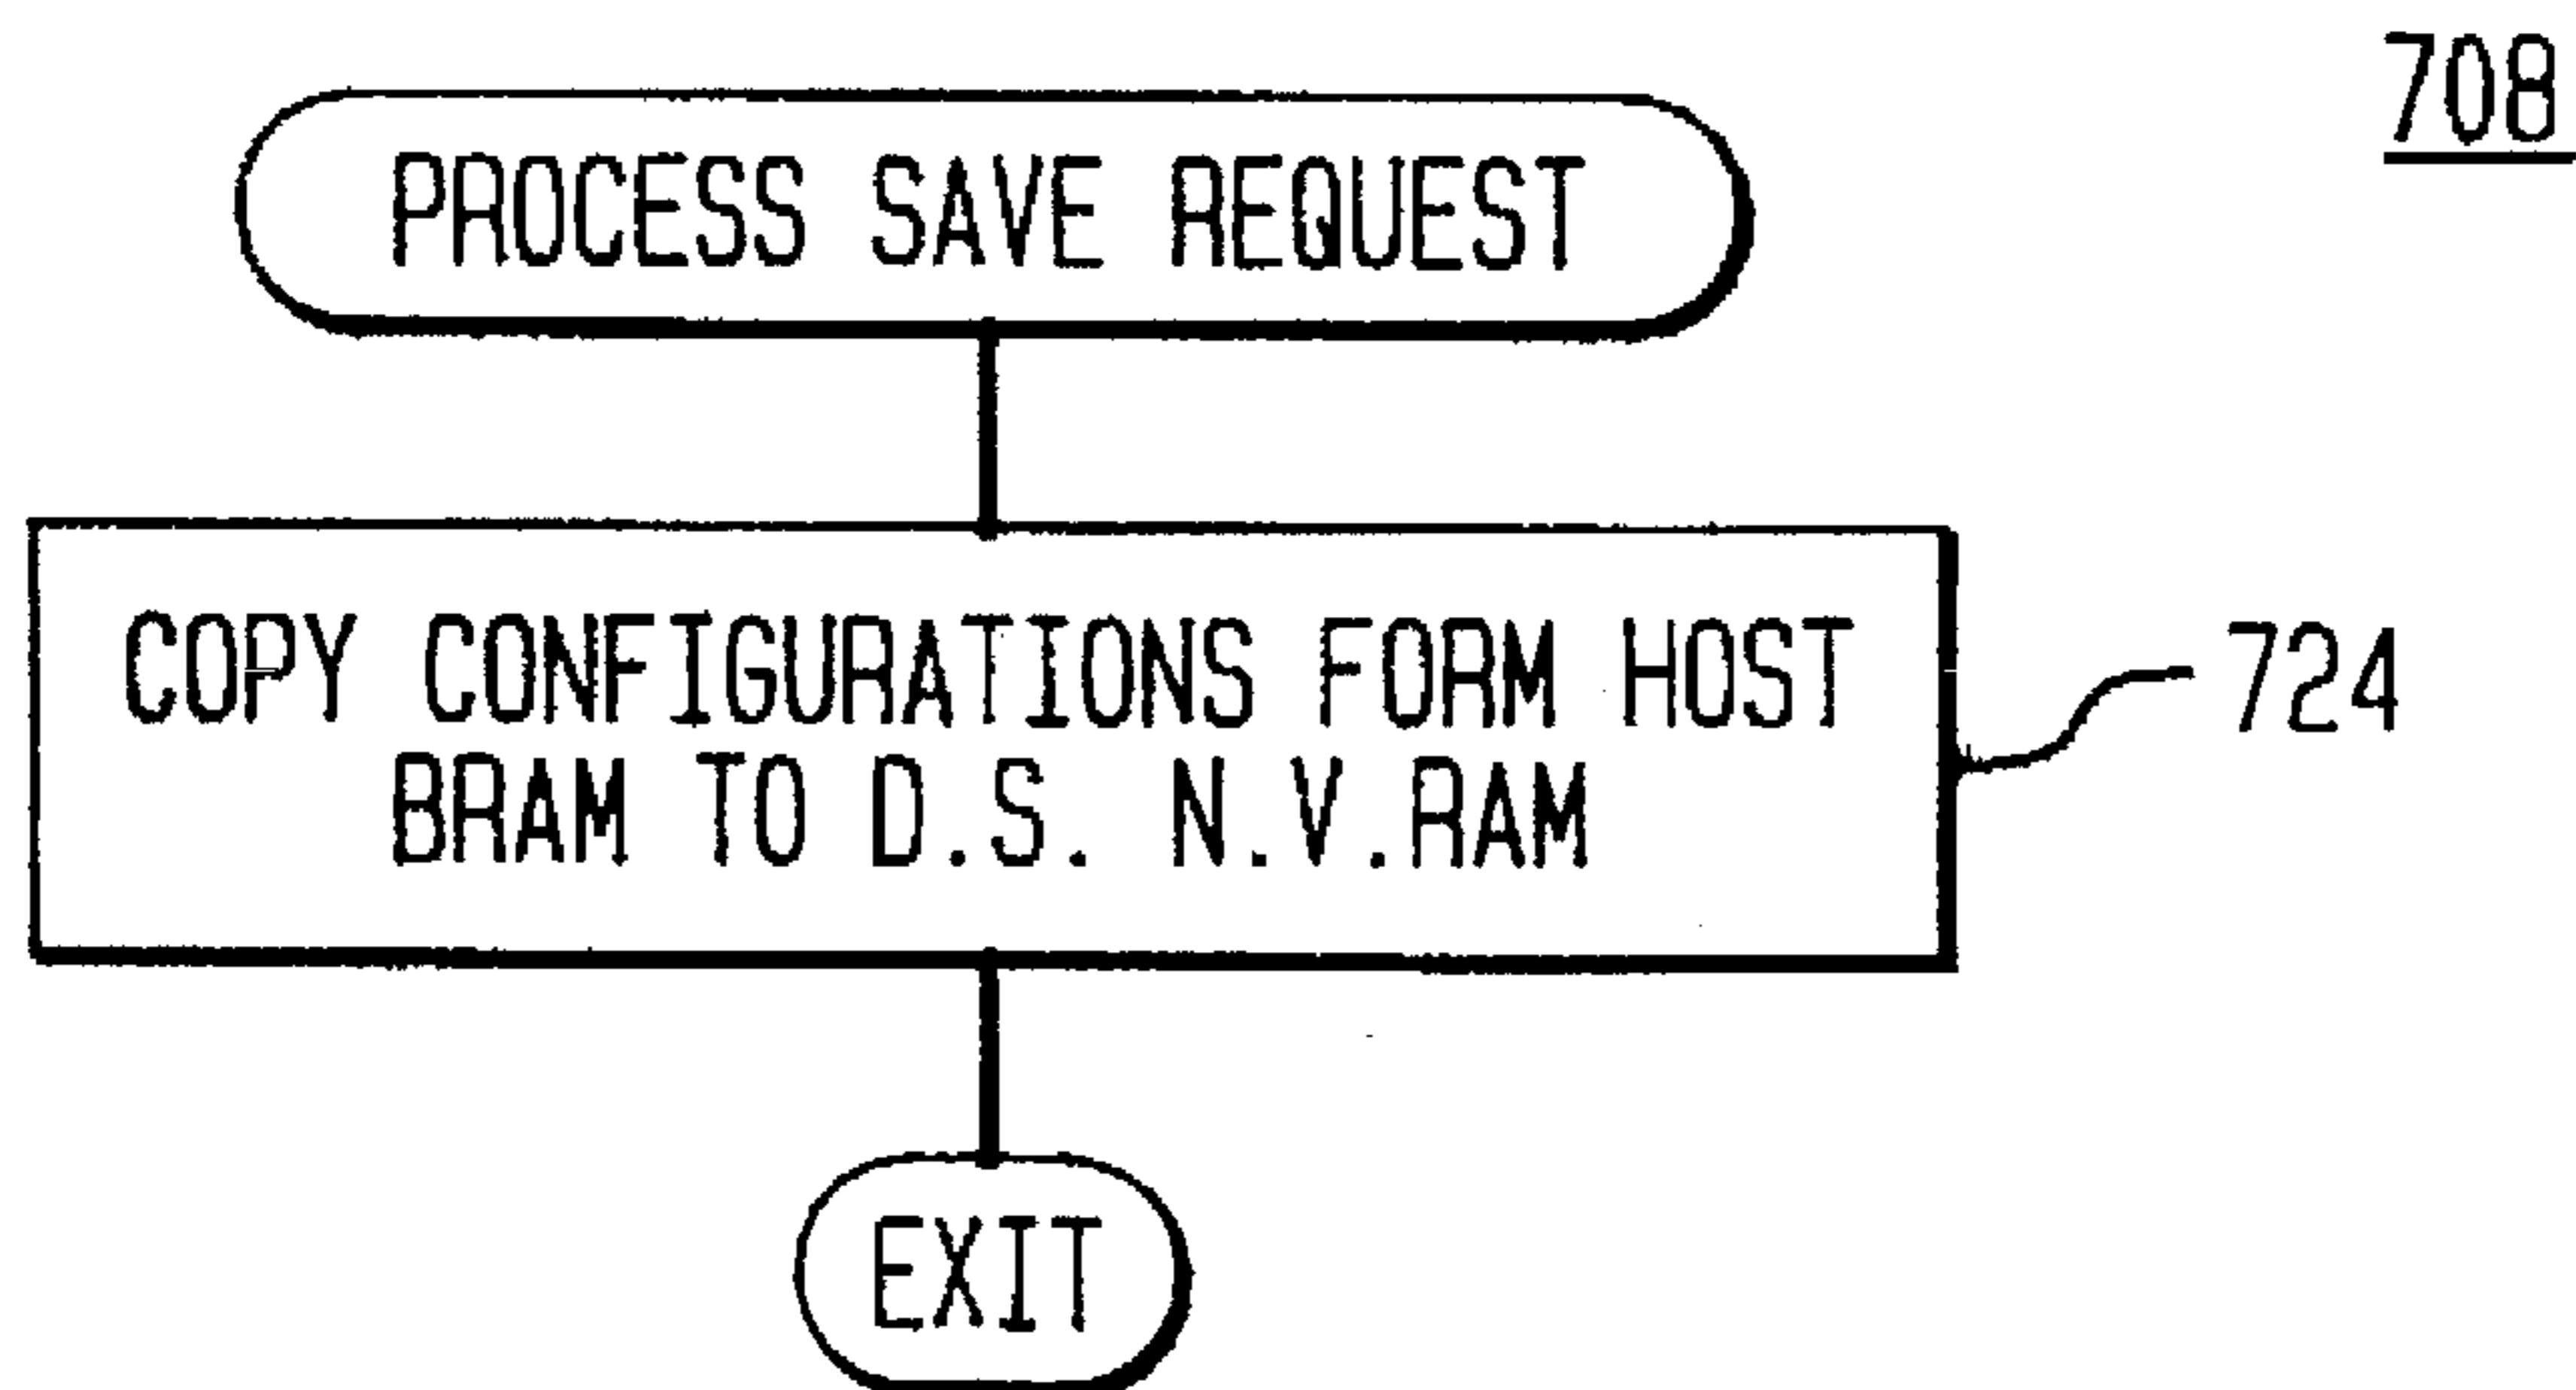 708
PROCESS SAVE REQUEST
COPY CONFIGURATIONS FORM HOST
BRAM TO D.S. N.V.RAM
724
EXIT